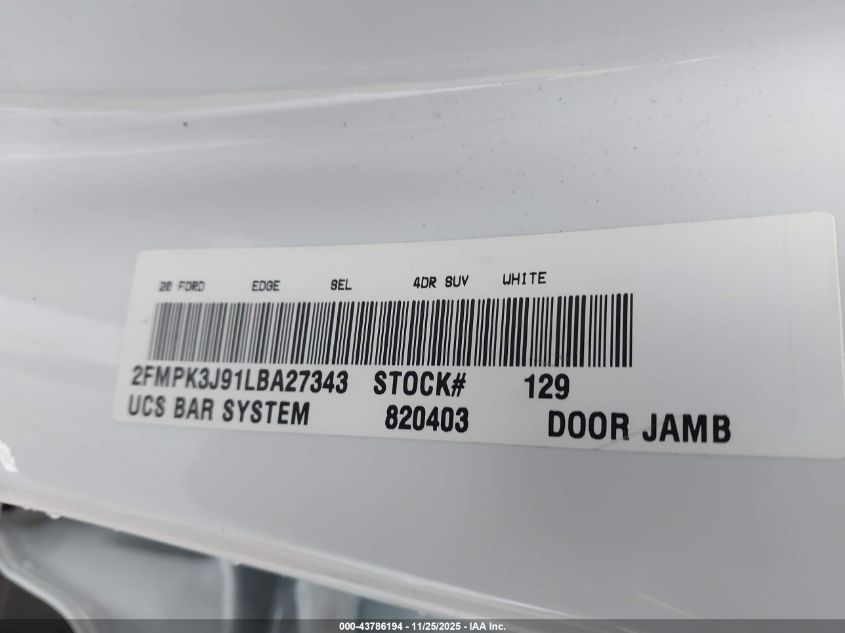 20 FORD EDGE SEL 4DR SUV WHITE
2FMPK3J91LBA27343 STOCK# 129
UCS BAR SYSTEM 820403 DOOR JAMB
000-43786194 - 11/25/2025 - IAA Inc.